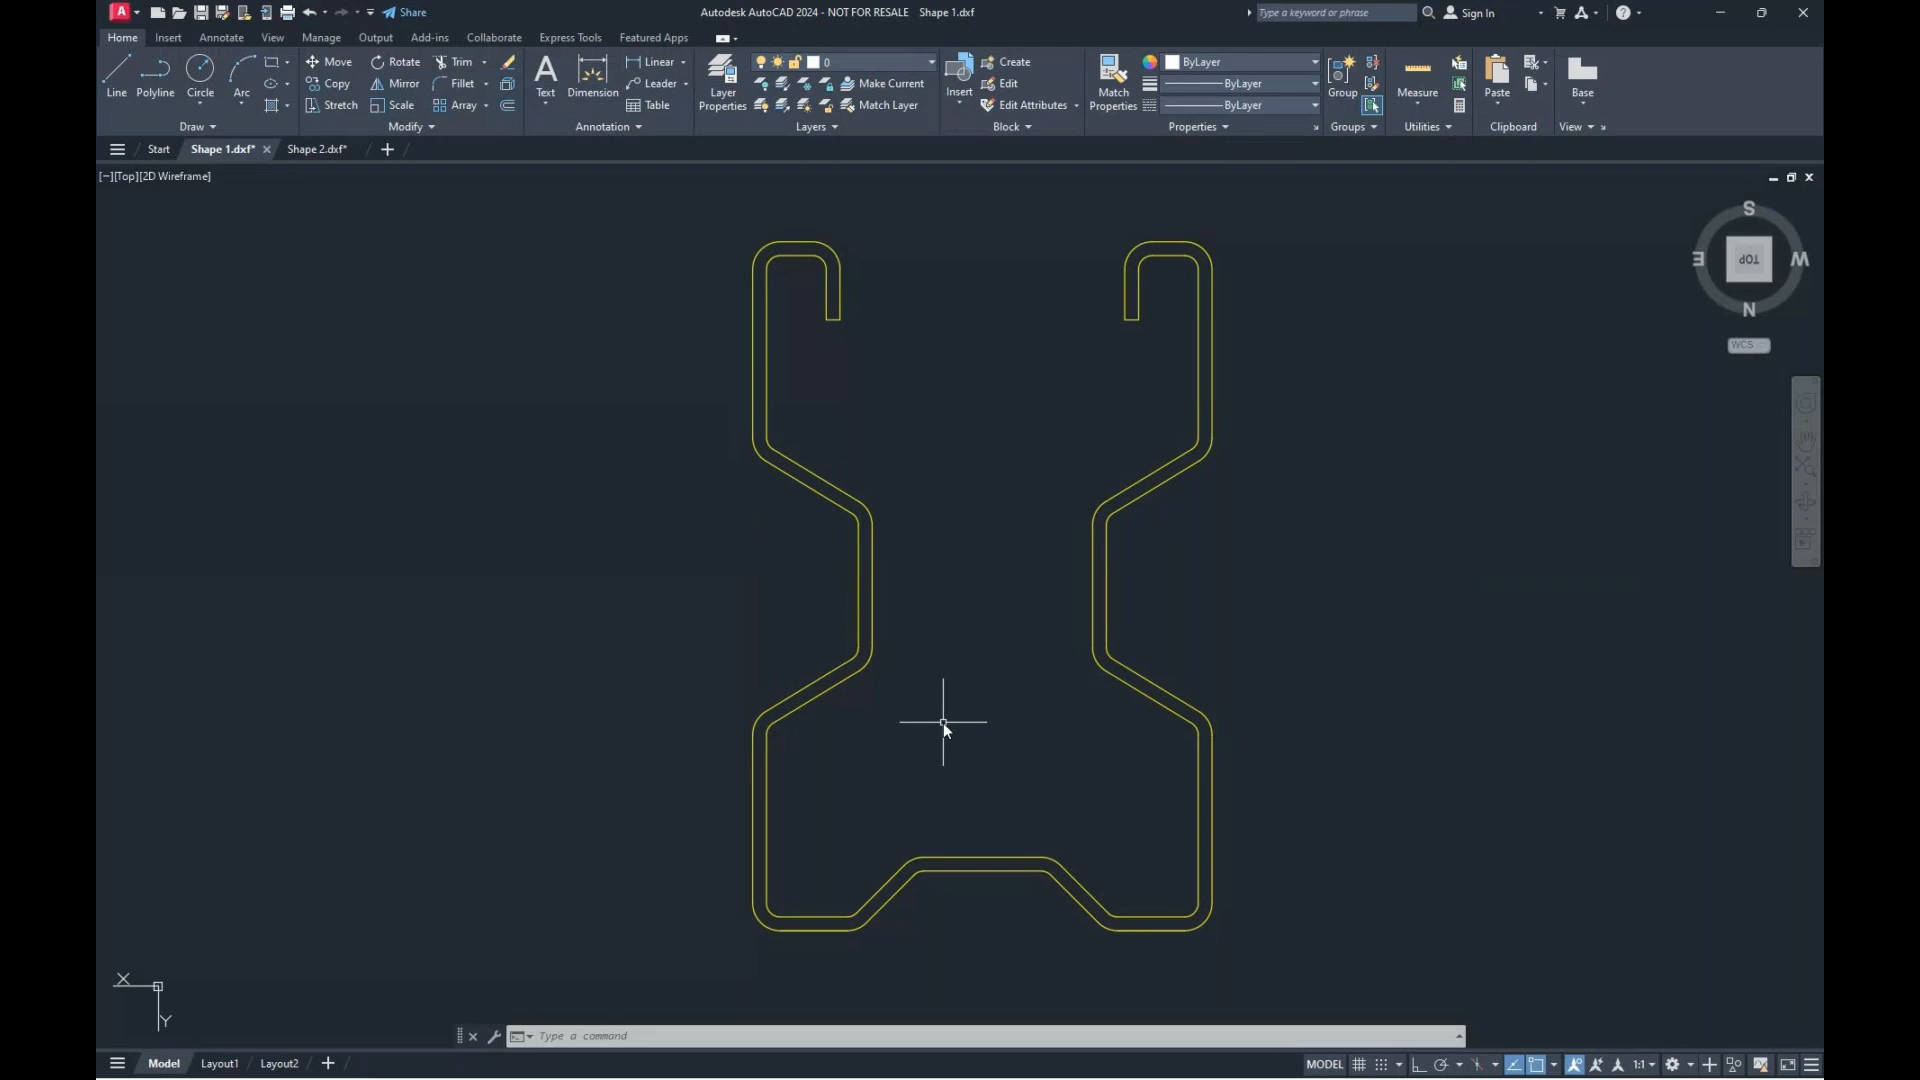 A Share Autodesk AutoCAD 2024 - NOT FOR RESALE Shape 1.dxf Type a keyword or phrase Sign In ?
Home Insert Annotate View Manage Output Add-ins Collaborate Express Tools Featured Apps
Move Rotate Trim Linear 0 Create ByLayer
Copy Mirror Fillet Leader Make Current Edit ByLayer
Line Polyline Circle Arc Text Dimension Layer Properties Insert Match Properties Group Measure Paste Base
Stretch Scale Array Table Match Layer Edit Attributes ByLayer
Draw Modify Annotation Layers Block Properties Groups Utilities Clipboard View
Start Shape 1.dxf* Shape 2.dxf*
[−][Top][2D Wireframe]
S
E TOP W
N
WCS
X
Y
Type a command
Model Layout1 Layout2 MODEL 1:1